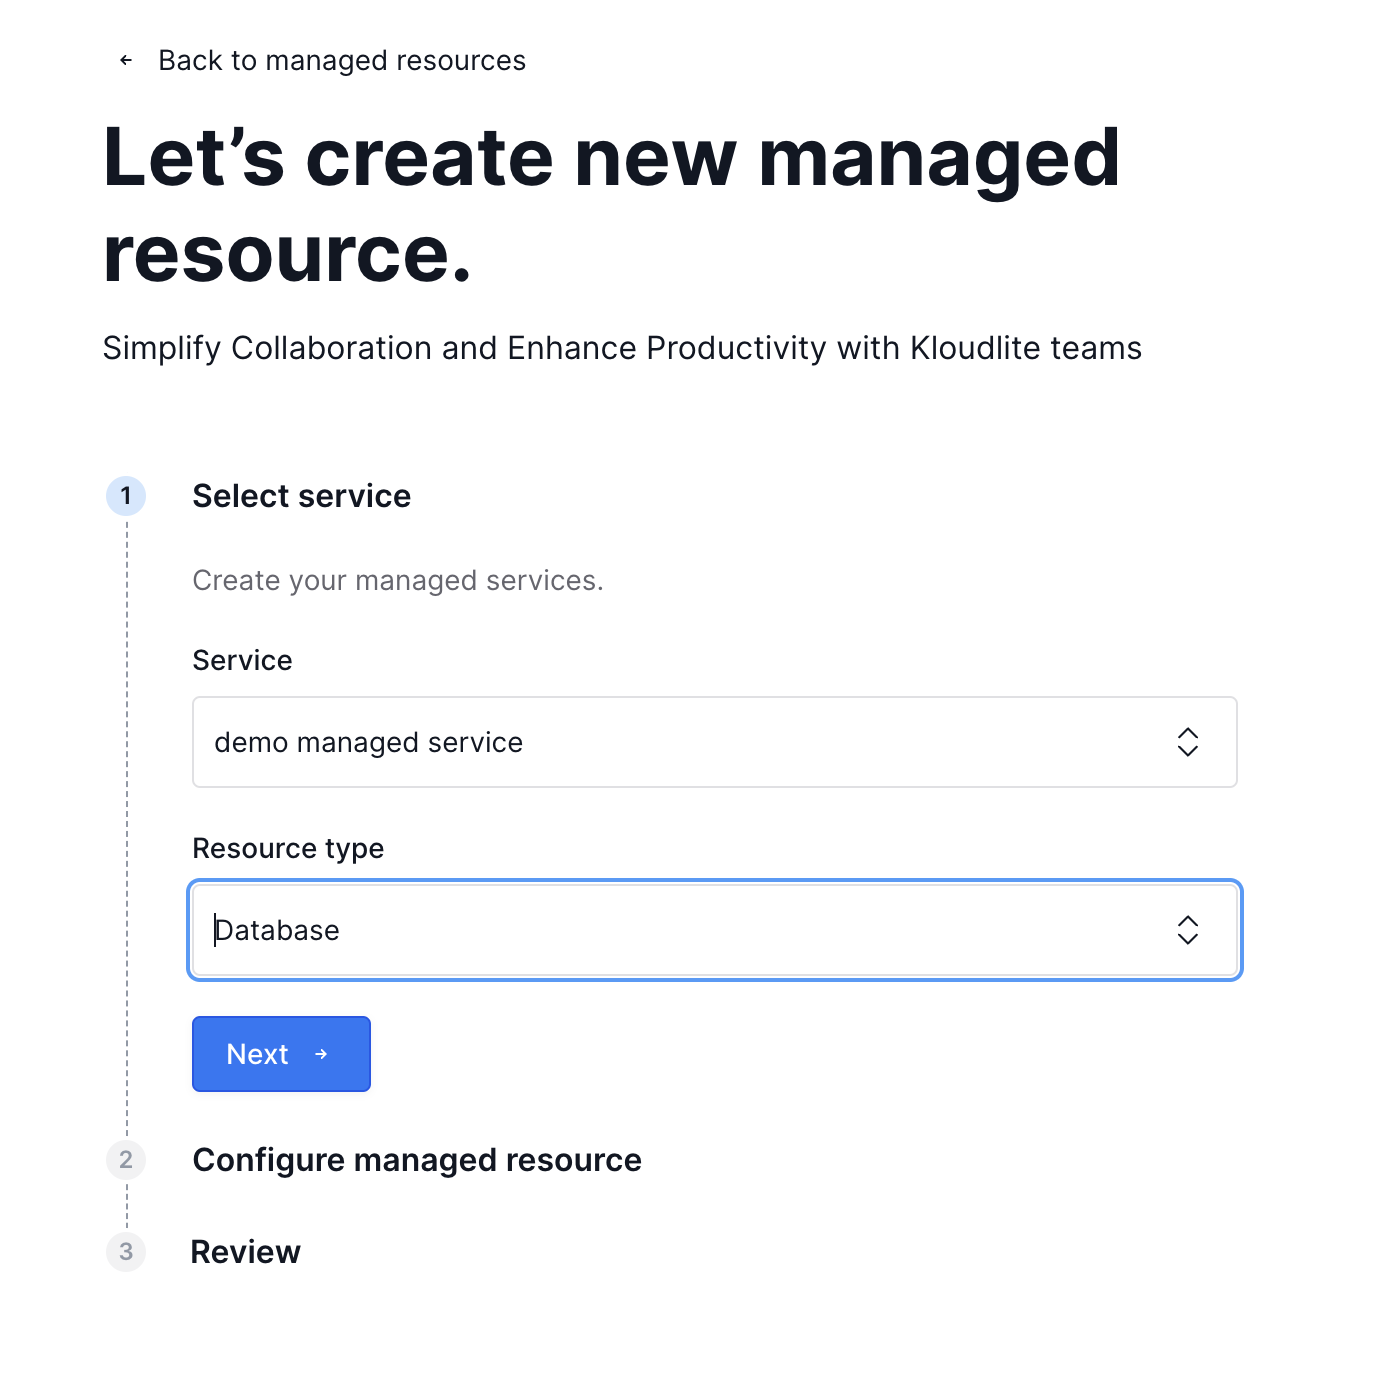 Back to managed resources
Let’s create new managed
resource.
Simplify Collaboration and Enhance Productivity with Kloudlite teams
1 Select service
Create your managed services.
Service
demo managed service
Resource type
Database
Next
2 Configure managed resource
3 Review